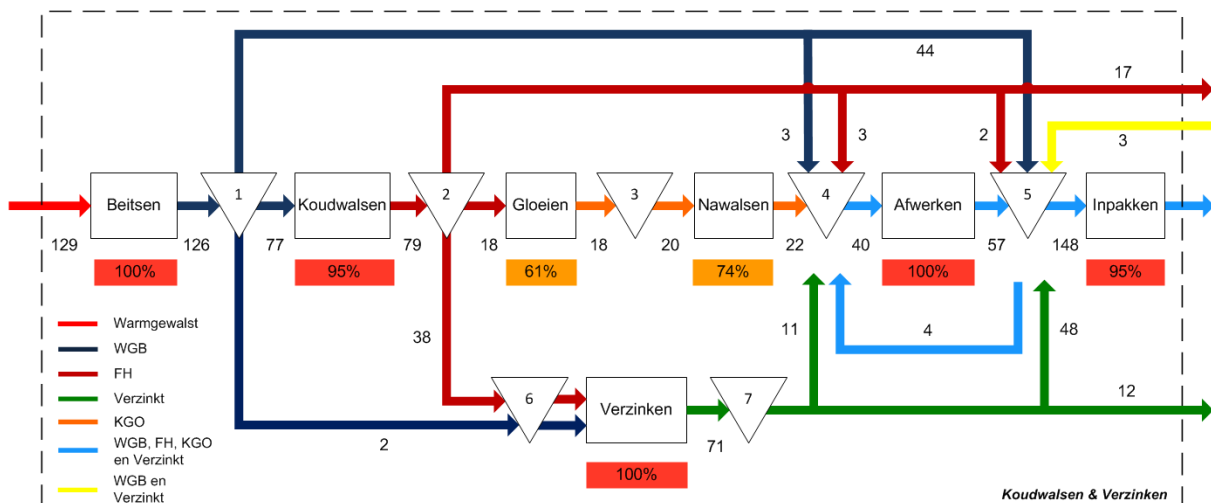 44
17
3
3
2
3
1
2
3
4
5
Beitsen
Koudwalsen
Gloeien
Nawalsen
Afwerken
Inpakken
129
126
77
79
18
18
20
22
40
57
148
100%
95%
61%
74%
100%
95%
Warmgewalst
WGB
FH
Verzinkt
KGO
WGB, FH, KGO
en Verzinkt
WGB en
Verzinkt
38
11
4
48
6
Verzinken
7
12
2
71
100%
Koudwalsen & Verzinken